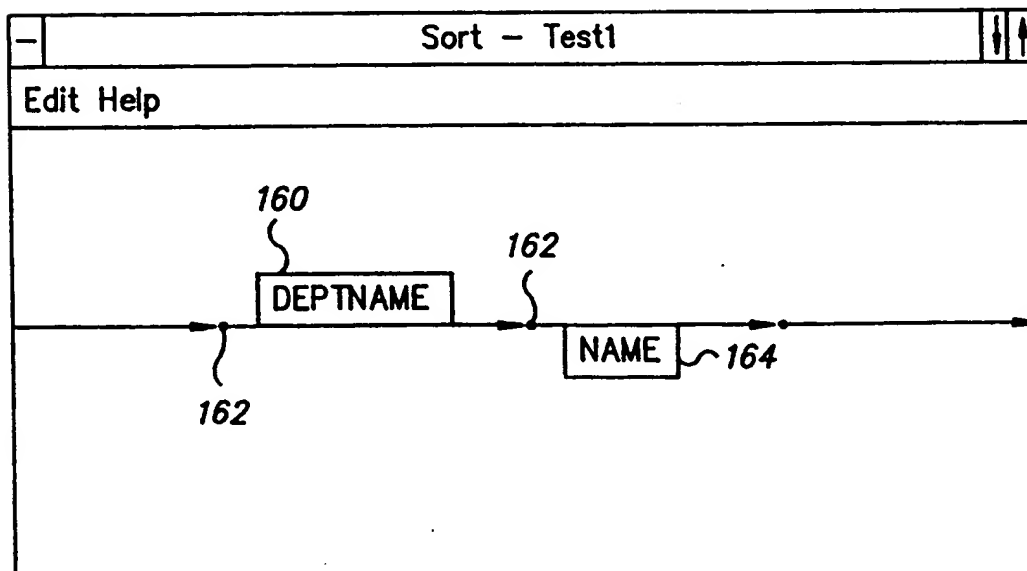 Sort - Test1
Edit Help
160
162
DEPTNAME
NAME
164
162